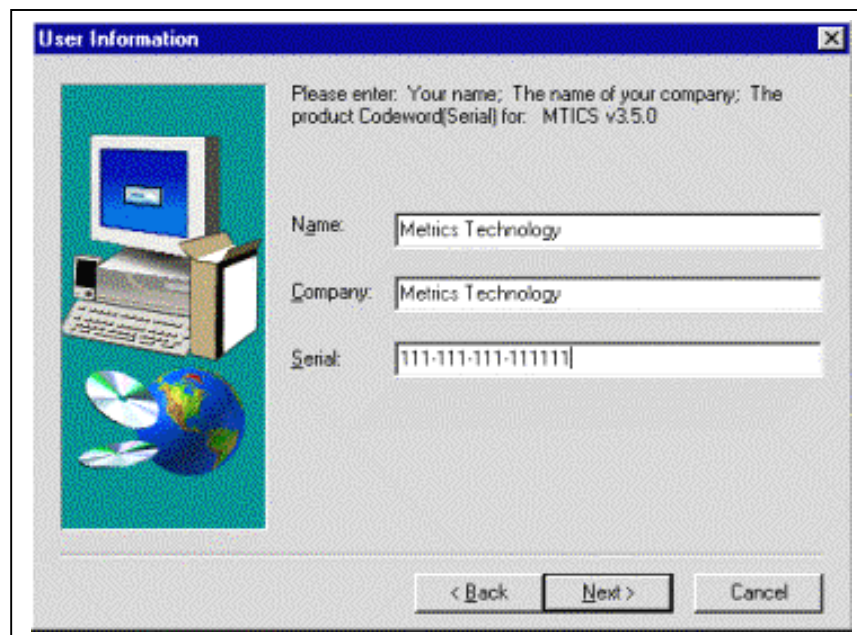 User Information
Please enter: Your name; The name of your company; The
product Codeword(Serial) for: MTICS v3.5.0
Name: Metrics Technology
Company: Metrics Technology
Serial: 111-111-111-111111
< Back Next > Cancel